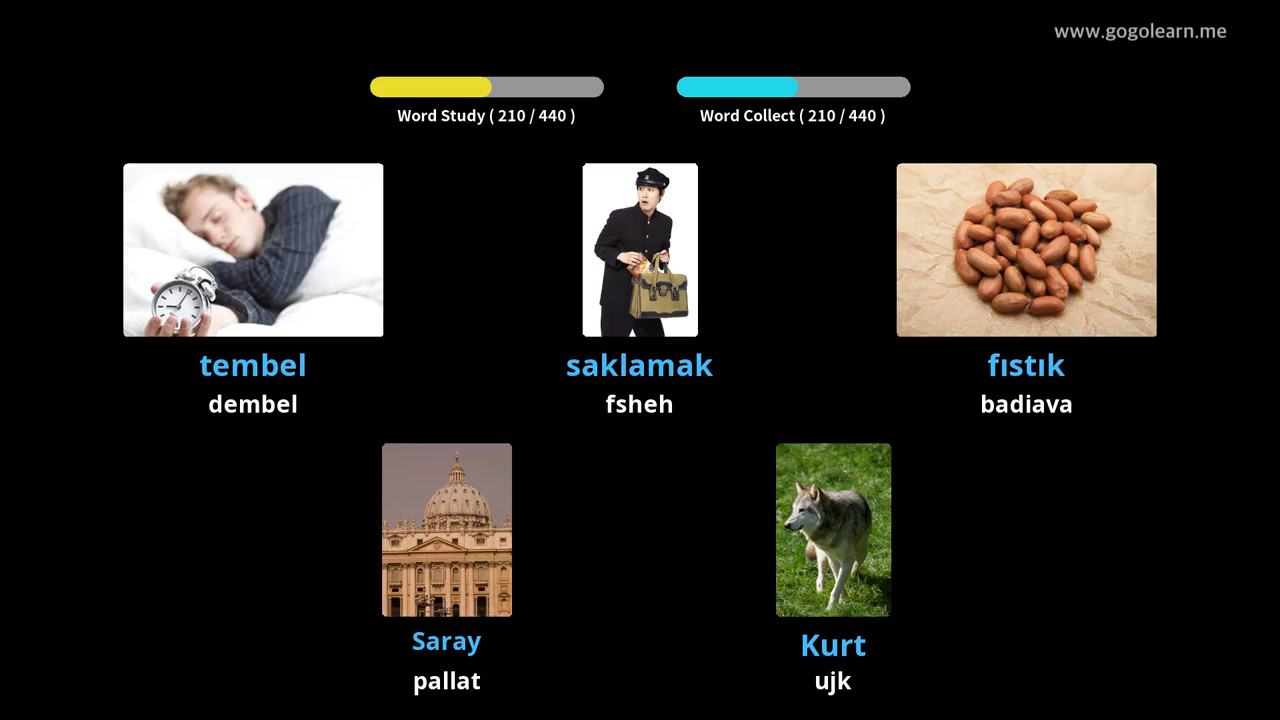 www.gogolearn.me
Word Study ( 210 / 440 )
Word Collect ( 210 / 440 )
tembel
dembel
saklamak
fsheh
fıstık
badiava
Saray
pallat
Kurt
ujk